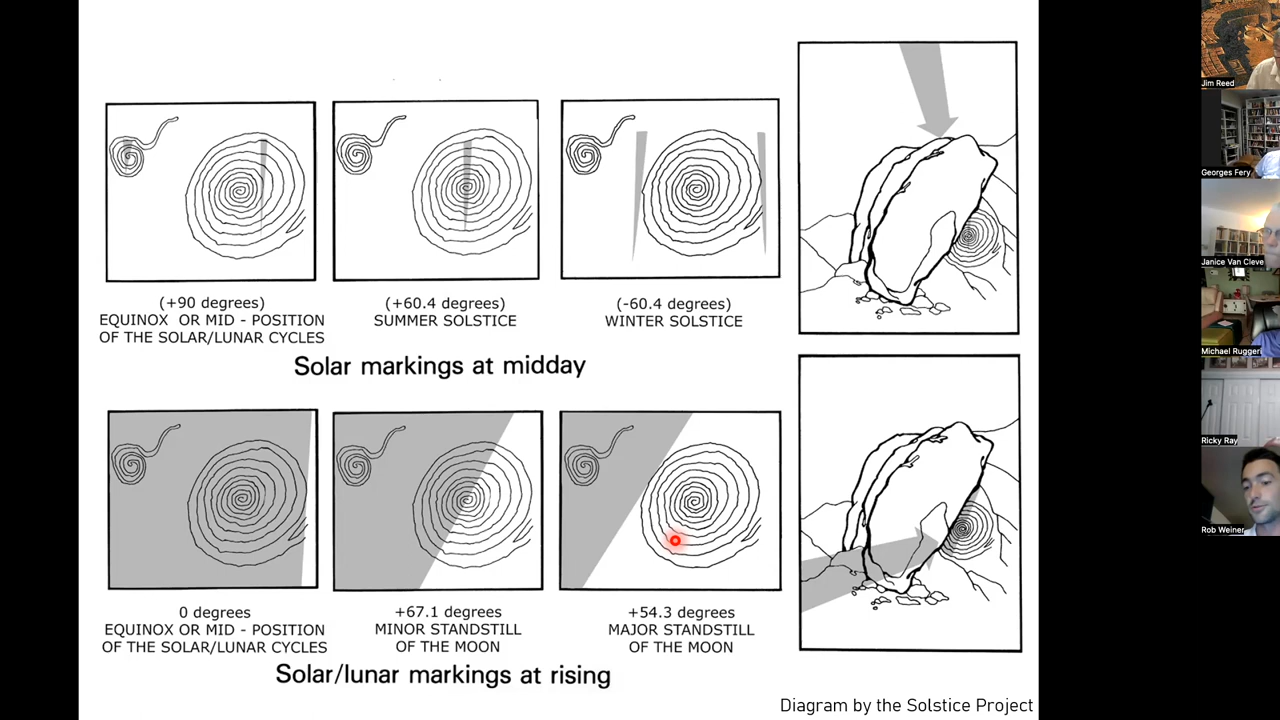 (+90 degrees)
EQUINOX OR MID - POSITION
OF THE SOLAR/LUNAR CYCLES
(+60.4 degrees)
SUMMER SOLSTICE
(-60.4 degrees)
WINTER SOLSTICE
Solar markings at midday
0 degrees
EQUINOX OR MID - POSITION
OF THE SOLAR/LUNAR CYCLES
+67.1 degrees
MINOR STANDSTILL
OF THE MOON
+54.3 degrees
MAJOR STANDSTILL
OF THE MOON
Solar/lunar markings at rising
Diagram by the Solstice Project
Jim Reed
Georges Fery
Janice Van Cleve
Michael Ruggeri
Ricky Ray
Rob Weiner